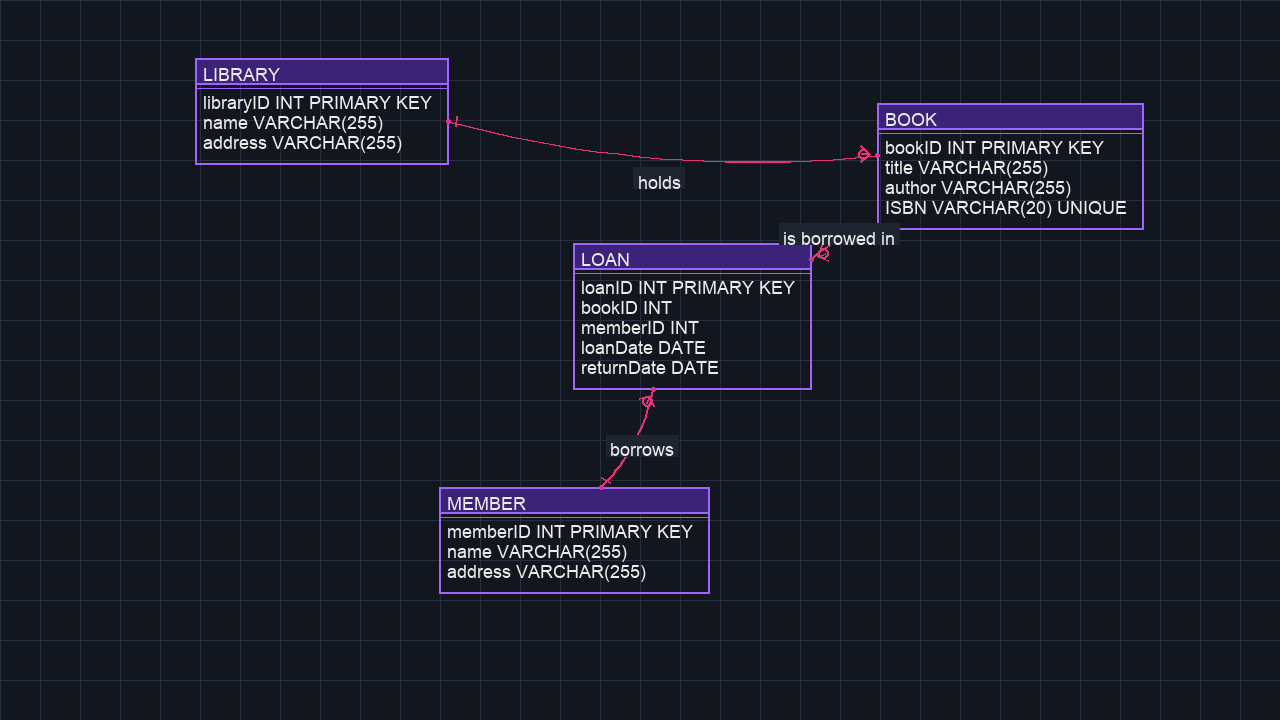 LIBRARY
libraryID INT PRIMARY KEY
name VARCHAR(255)
address VARCHAR(255)
holds
BOOK
bookID INT PRIMARY KEY
title VARCHAR(255)
author VARCHAR(255)
ISBN VARCHAR(20) UNIQUE
is borrowed in
LOAN
loanID INT PRIMARY KEY
bookID INT
memberID INT
loanDate DATE
returnDate DATE
borrows
MEMBER
memberID INT PRIMARY KEY
name VARCHAR(255)
address VARCHAR(255)